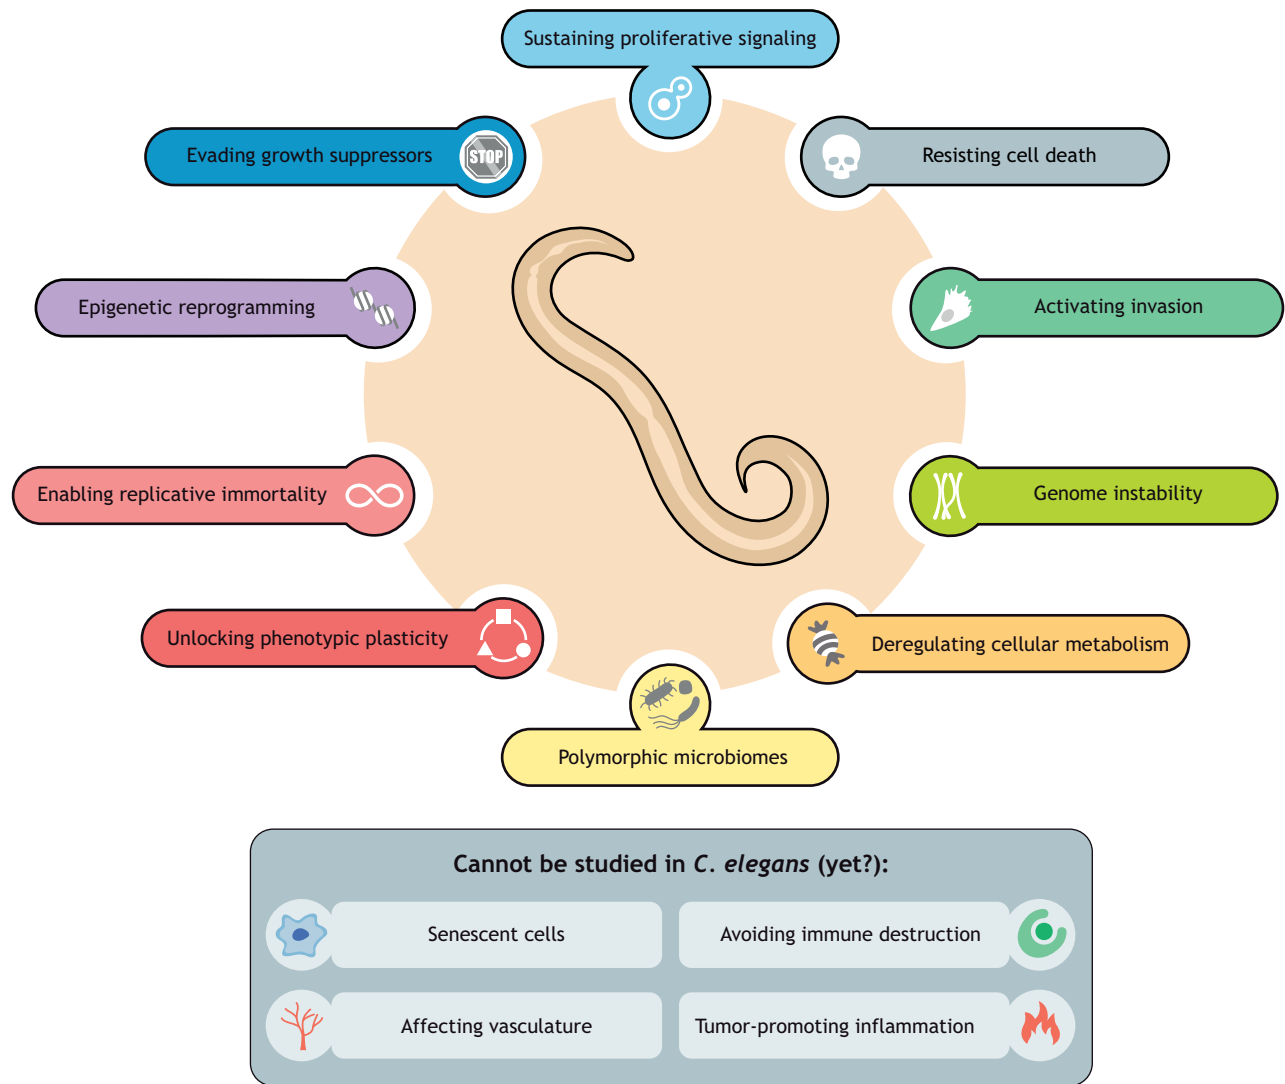 Sustaining proliferative signaling
Evading growth suppressors
STOP
Resisting cell death
Epigenetic reprogramming
Activating invasion
Enabling replicative immortality
Genome instability
Unlocking phenotypic plasticity
Deregulating cellular metabolism
Polymorphic microbiomes
Cannot be studied in C. elegans (yet?):
Senescent cells
Avoiding immune destruction
Affecting vasculature
Tumor-promoting inflammation